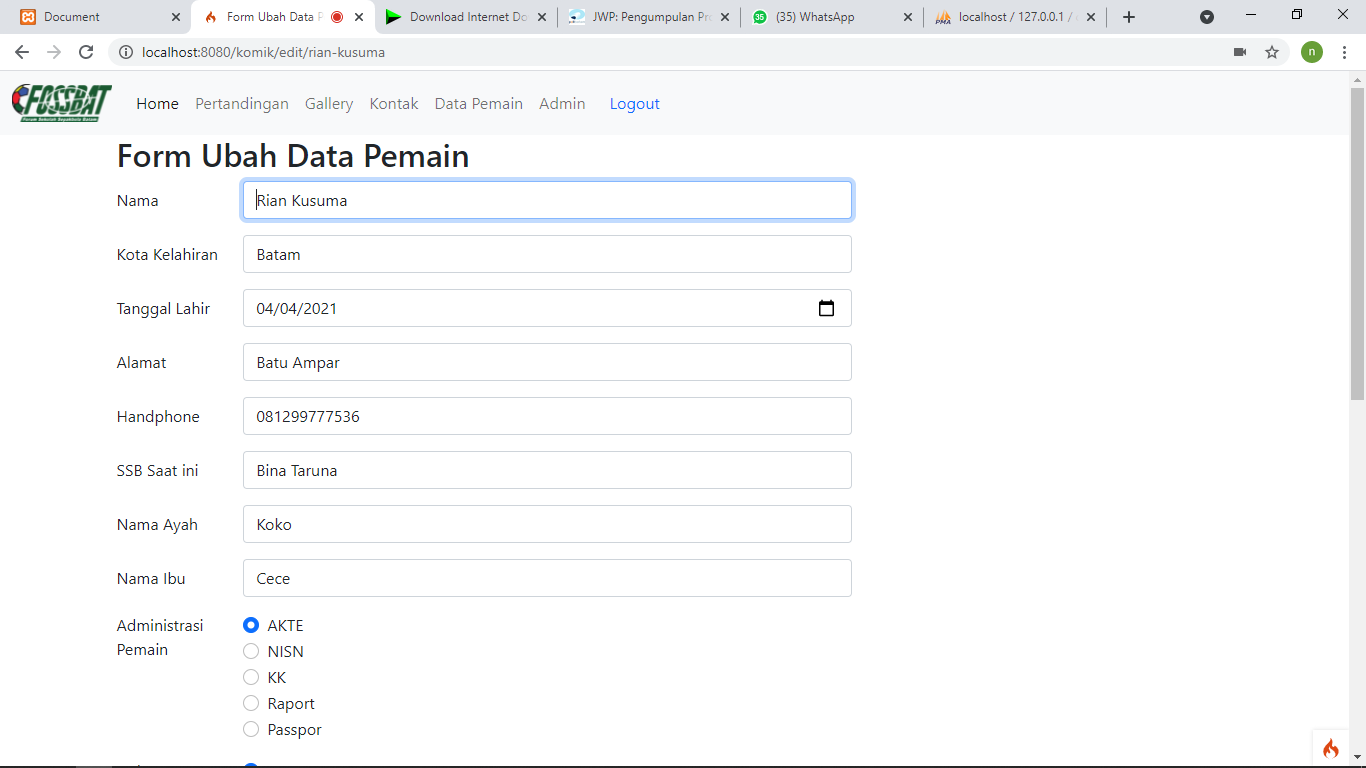 Document
Form Ubah Data P
Download Internet Do
JWP: Pengumpulan Pr
35
(35) WhatsApp
PMA
localhost / 127.0.0.1 /
localhost:8080/komik/edit/rian-kusuma
n
FOSSBAT
Forum Sekolah Sepakbola Batam
Home Pertandingan Gallery Kontak Data Pemain Admin Logout
Form Ubah Data Pemain
Nama Rian Kusuma
Kota Kelahiran Batam
Tanggal Lahir 04/04/2021
Alamat Batu Ampar
Handphone 081299777536
SSB Saat ini Bina Taruna
Nama Ayah Koko
Nama Ibu Cece
Administrasi Pemain
AKTE
NISN
KK
Raport
Passpor